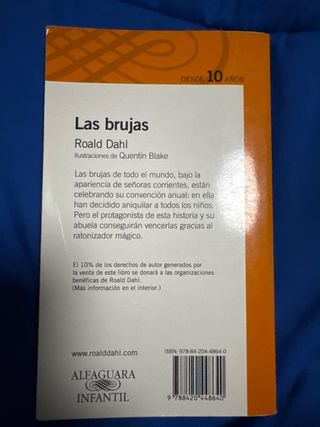 DESDE 10 AÑOS
Las brujas
Roald Dahl
Ilustraciones de Quentin Blake
Las brujas de todo el mundo, bajo la
apariencia de señoras corrientes, están
celebrando su convención anual: en ella
han decidido aniquilar a todos los niños.
Pero el protagonista de esta historia y su
abuela conseguirán vencerlas gracias al
ratonizador mágico.
El 10% de los derechos de autor generados por
la venta de este libro se donará a las organizaciones
benéficas de Roald Dahl.
(Más información en el interior.)
www.roalddahl.com
ALFAGUARA
INFANTIL
ISBN: 978-84-204-4864-0
9 788420 448640